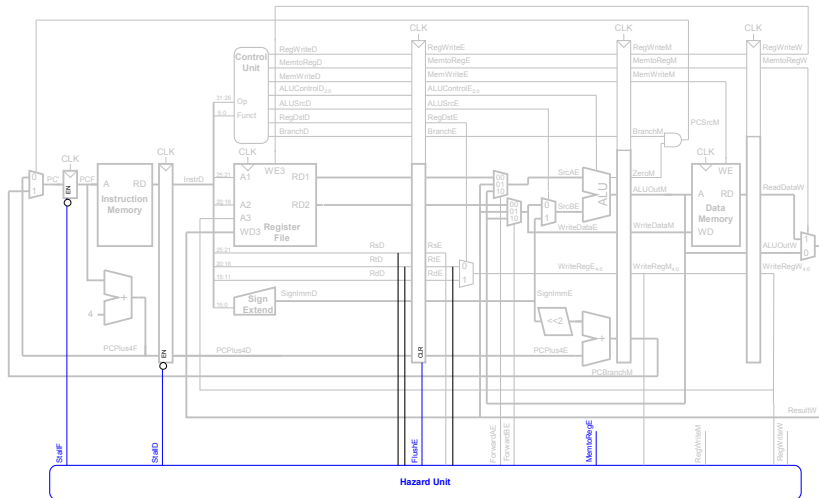 CLK
CLK
CLK
Control
Unit
RegWriteD
RegWriteE
RegWriteM
RegWriteW
MemtoRegD
MemtoRegE
MemtoRegM
MemtoRegW
MemWriteD
MemWriteE
MemWriteM
ALUControlD2:0
ALUControlE2:0
31:26
Op
ALUSrcD
ALUSrcE
5:0
Funct
RegDstD
RegDstE
PCSrcM
BranchD
BranchE
BranchM
CLK
CLK
CLK
CLK
0
1
PC'
EN
PCF
A
RD
Instruction
Memory
InstrD
25:21
A1
WE3
RD1
00
01
10
SrcAE
ZeroM
WE
20:16
A2
RD2
00
01
10
0
1
SrcBE
ALU
ALUOutM
A
RD
ReadDataW
A3
Register
File
WD3
WriteDataE
WriteDataM
Data
Memory
WD
1
0
ALUOutW
25:21
RsD
RsE
20:16
RtD
RtE
0
1
WriteRegE4:0
WriteRegM4:0
WriteRegW4:0
15:11
RdD
RdE
15:0
Sign
Extend
SignImmD
SignImmE
+
4
<<2
+
PCPlus4F
EN
PCPlus4D
CLR
PCPlus4E
PCBranchM
ResultW
StallF
StallD
FlushE
ForwardAE
ForwardBE
MemtoRegE
RegWriteM
RegWriteW
Hazard Unit